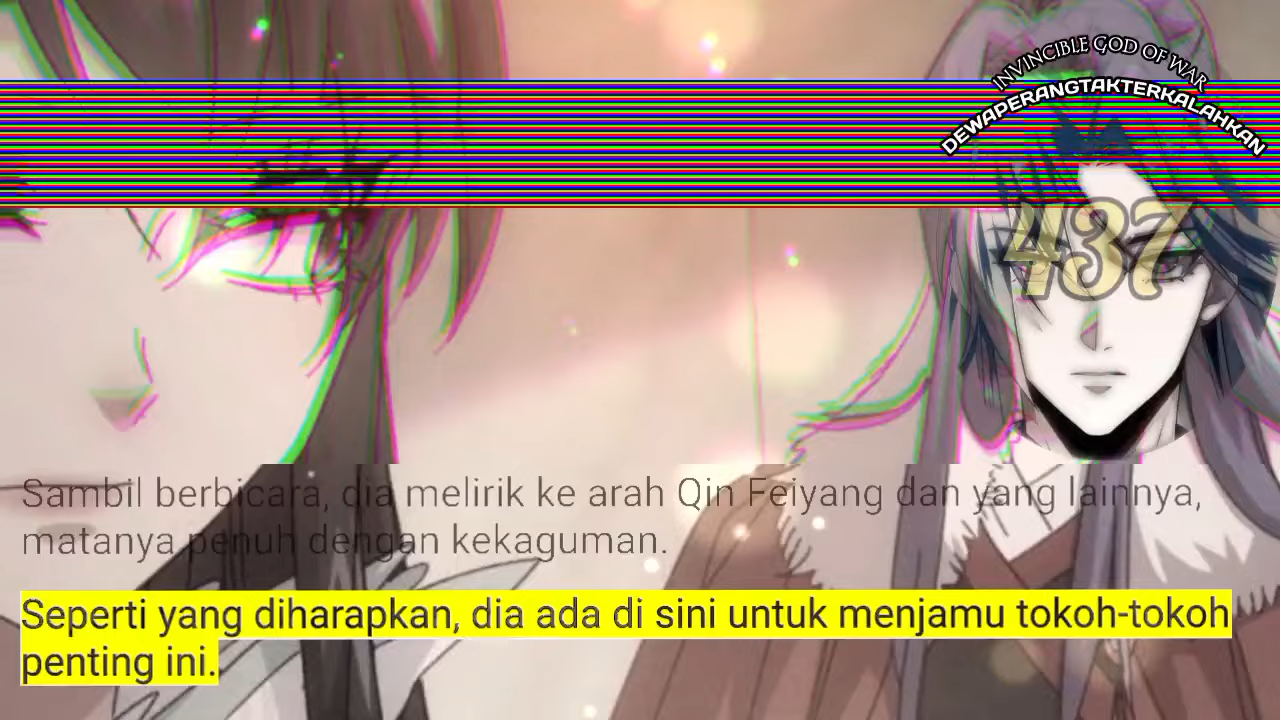 INVINCIBLE GOD OF WAR
DEWAPERANGTAKTERKALAHKAN
437
Sambil berbicara, dia melirik ke arah Qin Feiyang dan yang lainnya,
matanya penuh dengan kekaguman.
Seperti yang diharapkan, dia ada di sini untuk menjamu tokoh-tokoh
penting ini.